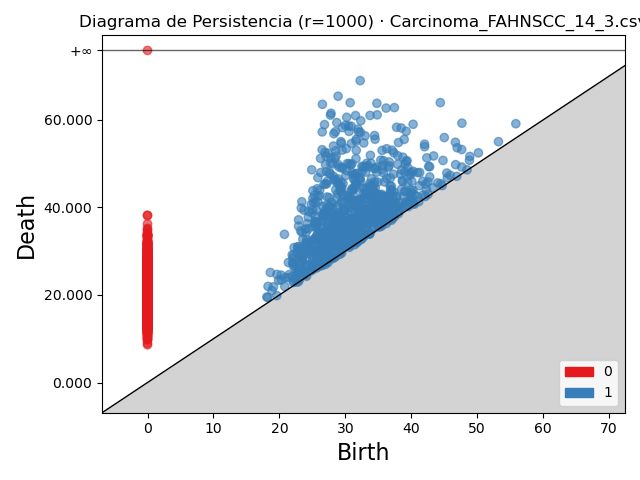 Diagrama de Persistencia (r=1000) · Carcinoma_FAHNSCC_14_3.csv
+∞
60.000
40.000
20.000
0.000
Death
0 10 20 30 40 50 60 70
Birth
0
1